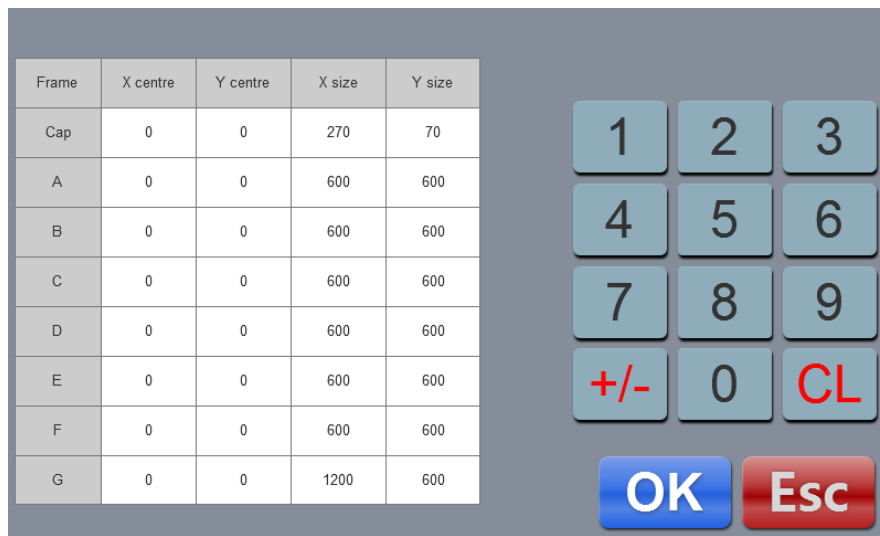 Frame X centre Y centre X size Y size
Cap 0 0 270 70
A 0 0 600 600
B 0 0 600 600
C 0 0 600 600
D 0 0 600 600
E 0 0 600 600
F 0 0 600 600
G 0 0 1200 600
1 2 3
4 5 6
7 8 9
+/- 0 CL
OK Esc